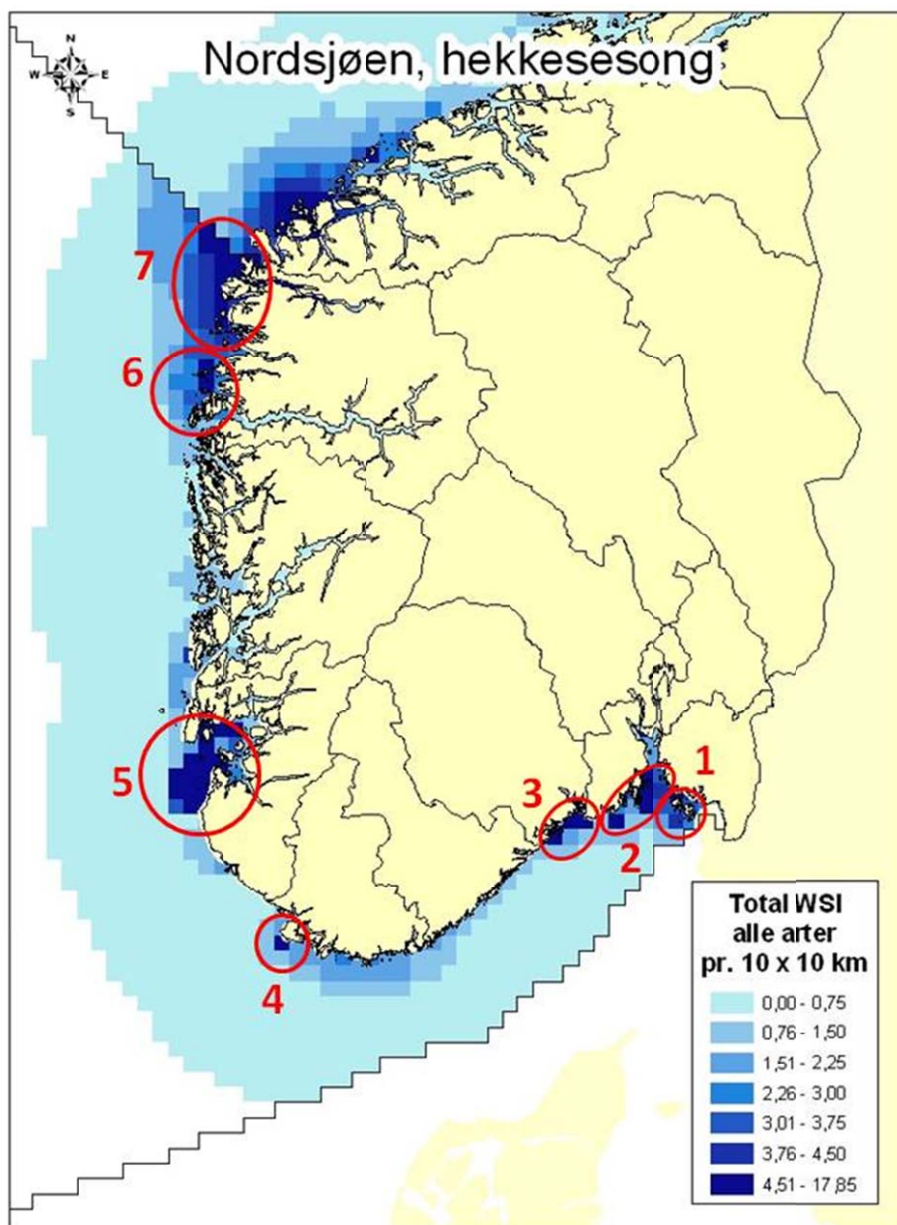 Nordsjøen, hekkesesong
N
W E
S
7
6
5
4
3
2
1
Total WSI
alle arter
pr. 10 x 10 km
0,00 - 0,75
0,76 - 1,50
1,51 - 2,25
2,26 - 3,00
3,01 - 3,75
3,76 - 4,50
4,51 - 17,85